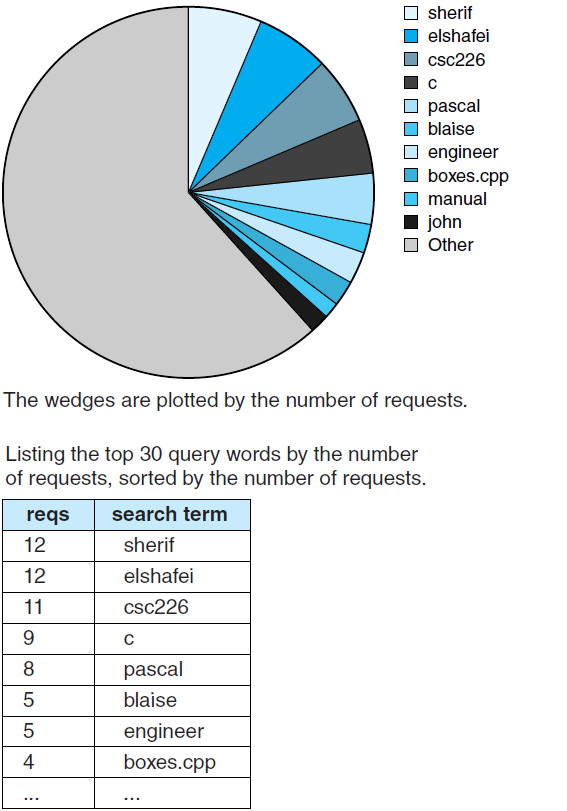 sherif
elshafei
csc226
c
pascal
blaise
engineer
boxes.cpp
manual
john
Other
The wedges are plotted by the number of requests.
Listing the top 30 query words by the number
of requests, sorted by the number of requests.
reqs search term
12 sherif
12 elshafei
11 csc226
9 c
8 pascal
5 blaise
5 engineer
4 boxes.cpp
... ...